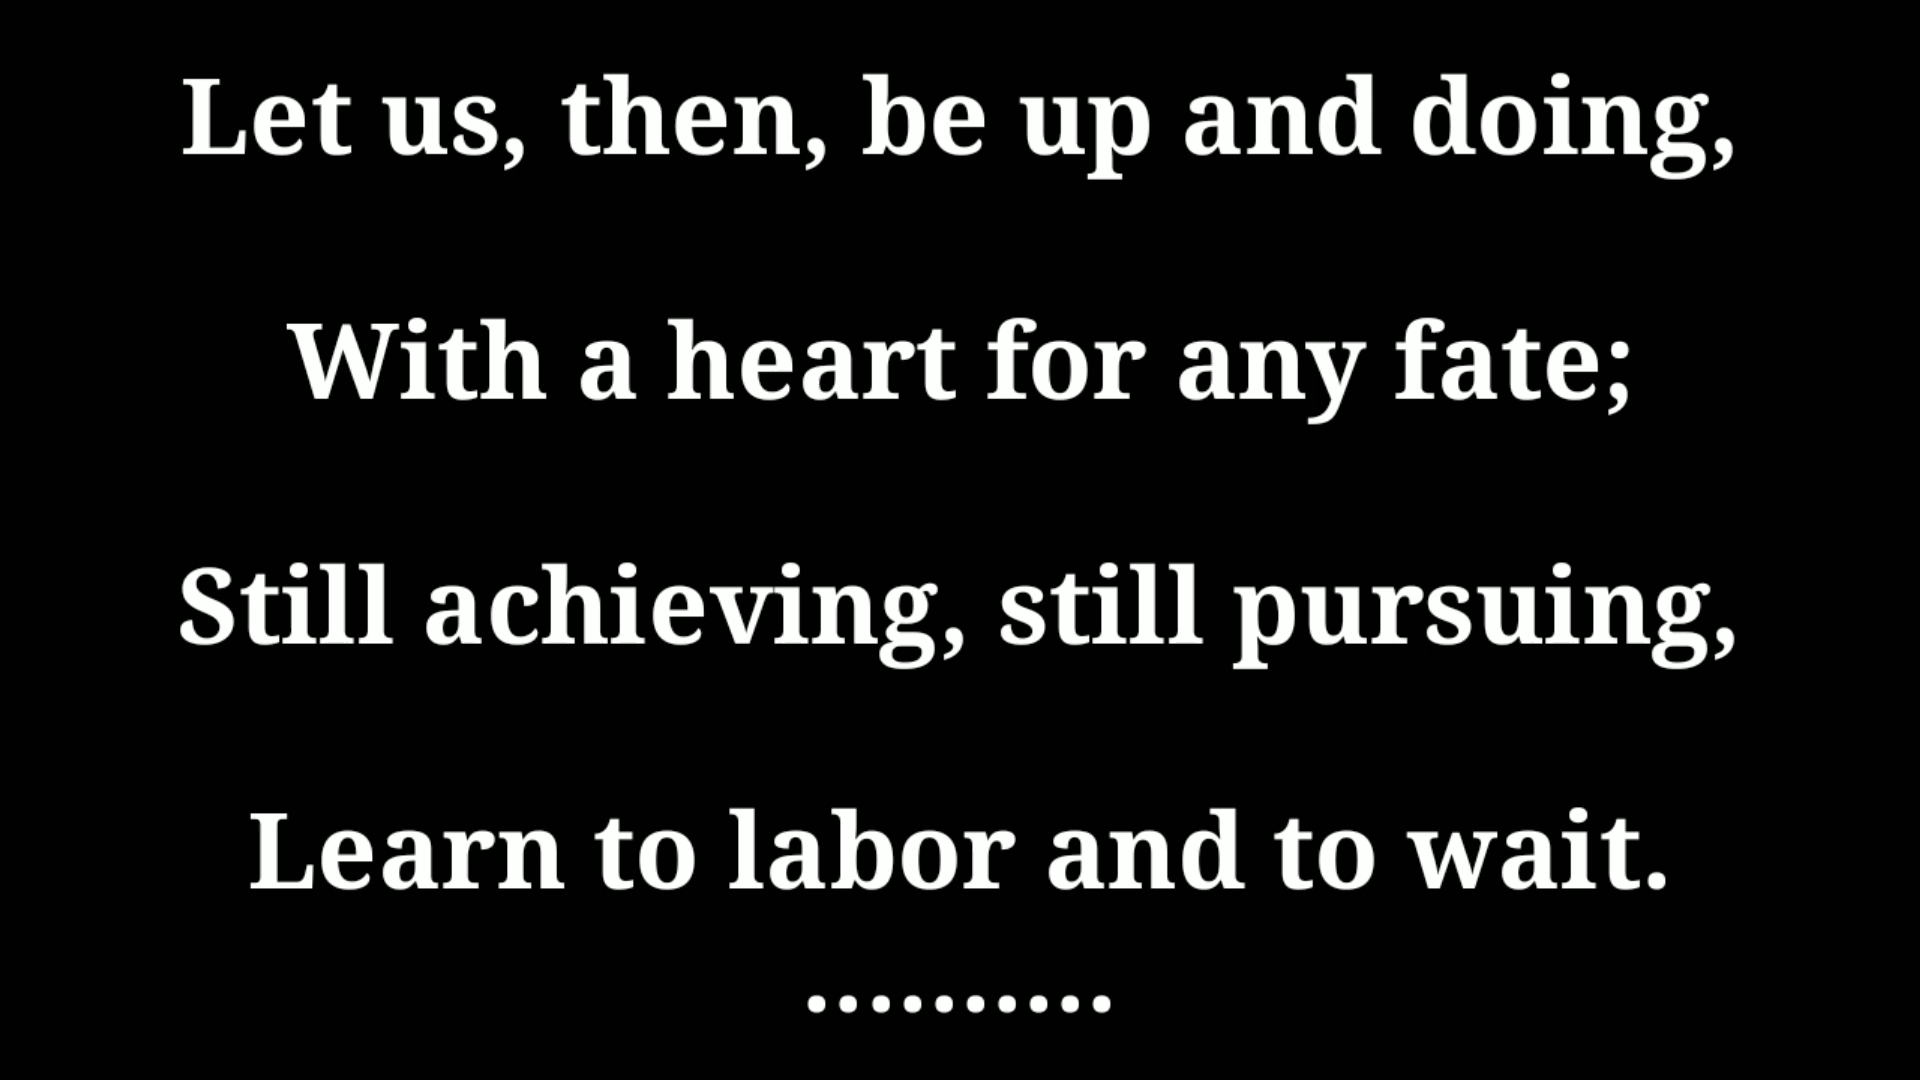 Let us, then, be up and doing,
With a heart for any fate;
Still achieving, still pursuing,
Learn to labor and to wait.
..........